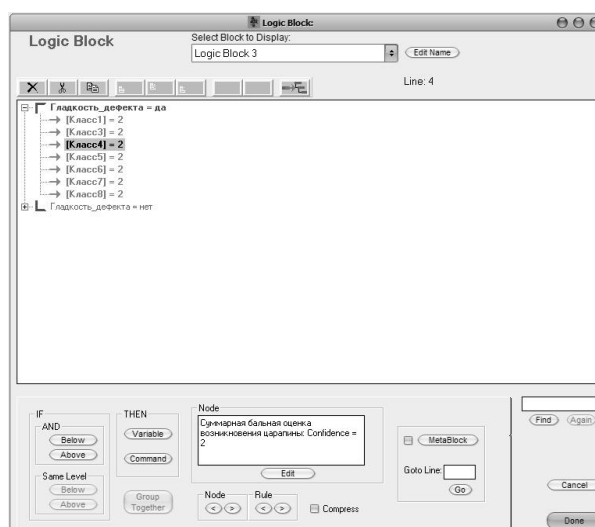 Logic Block:
Logic Block
Select Block to Display:
Logic Block 3
Edit Name
Line: 4
Гладкость_дефекта = да
[Класс1] = 2
[Класс3] = 2
[Класс4] = 2
[Класс5] = 2
[Класс6] = 2
[Класс7] = 2
[Класс8] = 2
Гладкость_дефекта = нет
IF
AND
Below
Above
Same Level
Below
Above
THEN
Variable
Command
Group
Together
Node
Суммарная бальная оценка
возникновения царапины: Confidence =
2
Edit
Node
< >
Rule
< >
Compress
MetaBlock
Goto Line:
Go
Find
Again
Cancel
Done